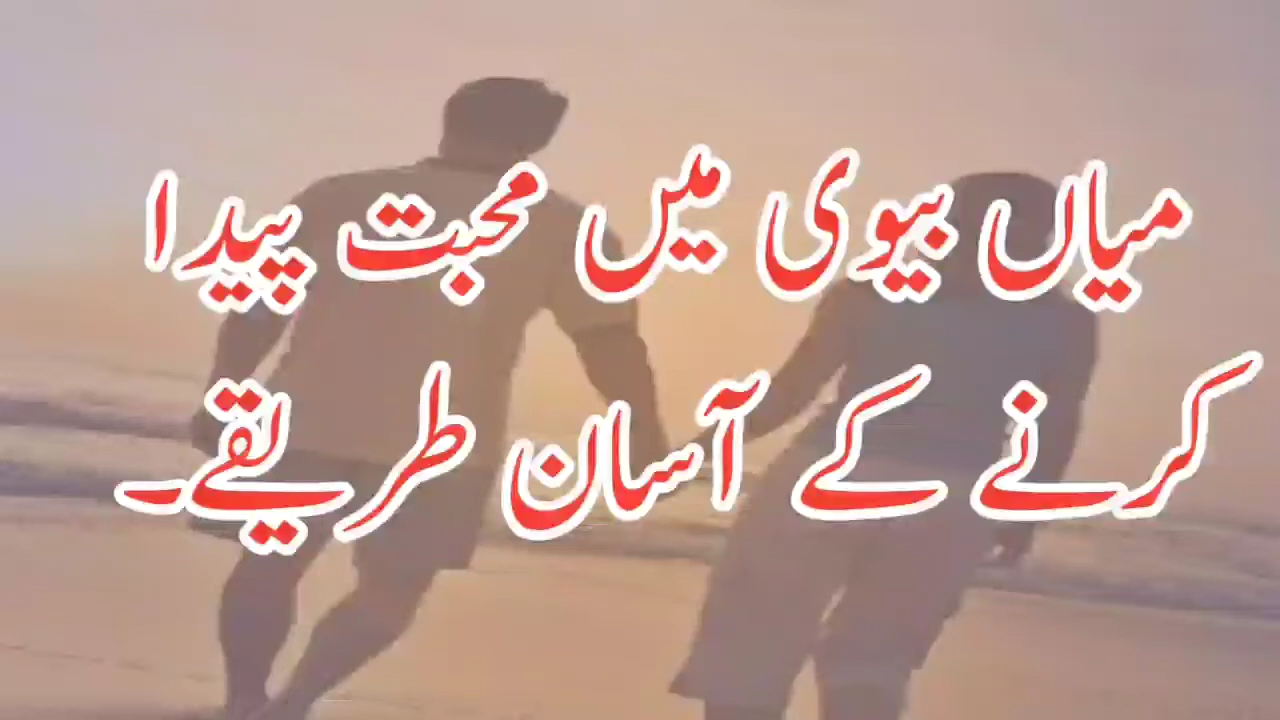 میاں بیوی میں محبت پیدا
کرنے کے آسان طریقے۔